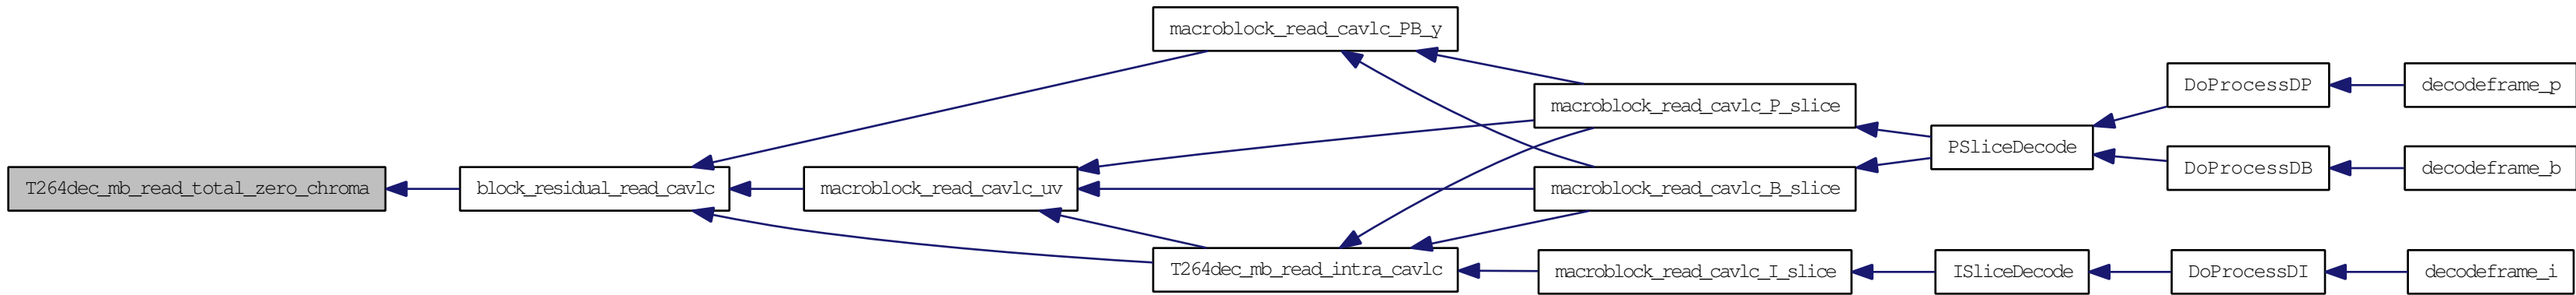 macroblock_read_cavlc_PB_y
DoProcessDP
decodeframe_p
macroblock_read_cavlc_P_slice
PSliceDecode
DoProcessDB
decodeframe_b
T264dec_mb_read_total_zero_chroma
block_residual_read_cavlc
macroblock_read_cavlc_uv
macroblock_read_cavlc_B_slice
T264dec_mb_read_intra_cavlc
macroblock_read_cavlc_I_slice
ISliceDecode
DoProcessDI
decodeframe_i